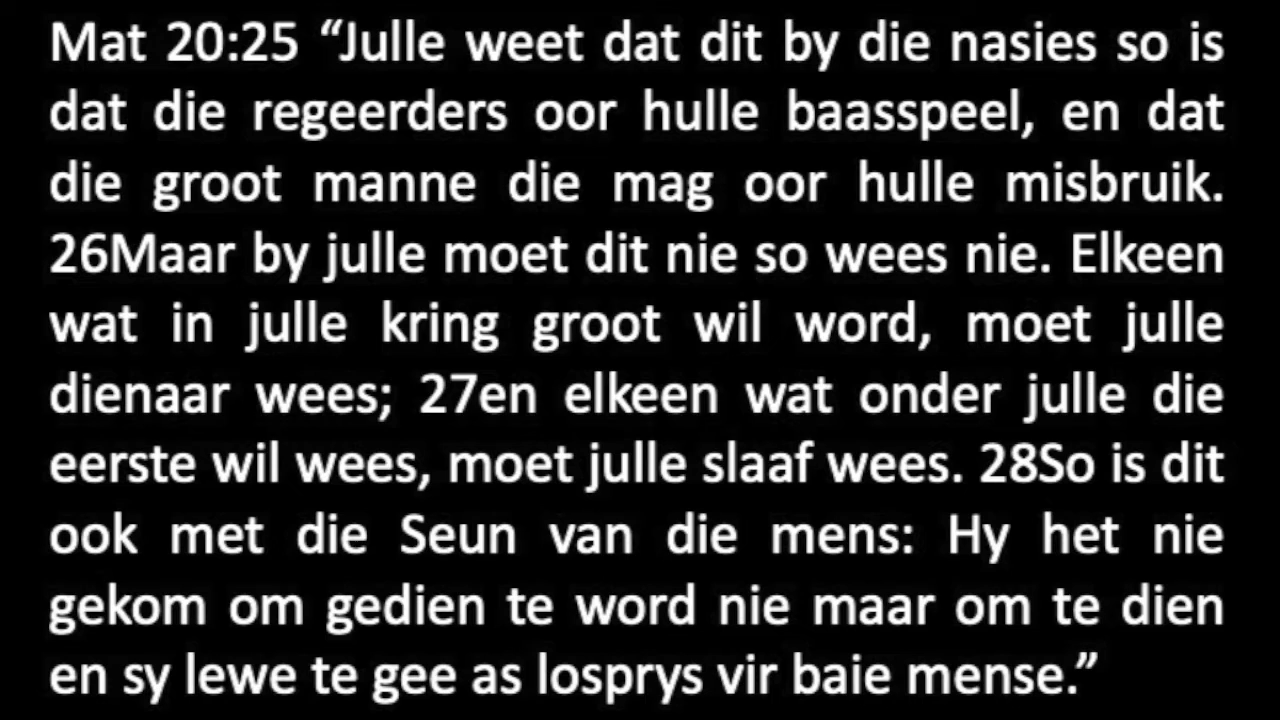 Mat 20:25 “Julle weet dat dit by die nasies so is
dat die regeerders oor hulle baasspeel, en dat
die groot manne die mag oor hulle misbruik.
26Maar by julle moet dit nie so wees nie. Elkeen
wat in julle kring groot wil word, moet julle
dienaar wees; 27en elkeen wat onder julle die
eerste wil wees, moet julle slaaf wees. 28So is dit
ook met die Seun van die mens: Hy het nie
gekom om gedien te word nie maar om te dien
en sy lewe te gee as losprys vir baie mense.”